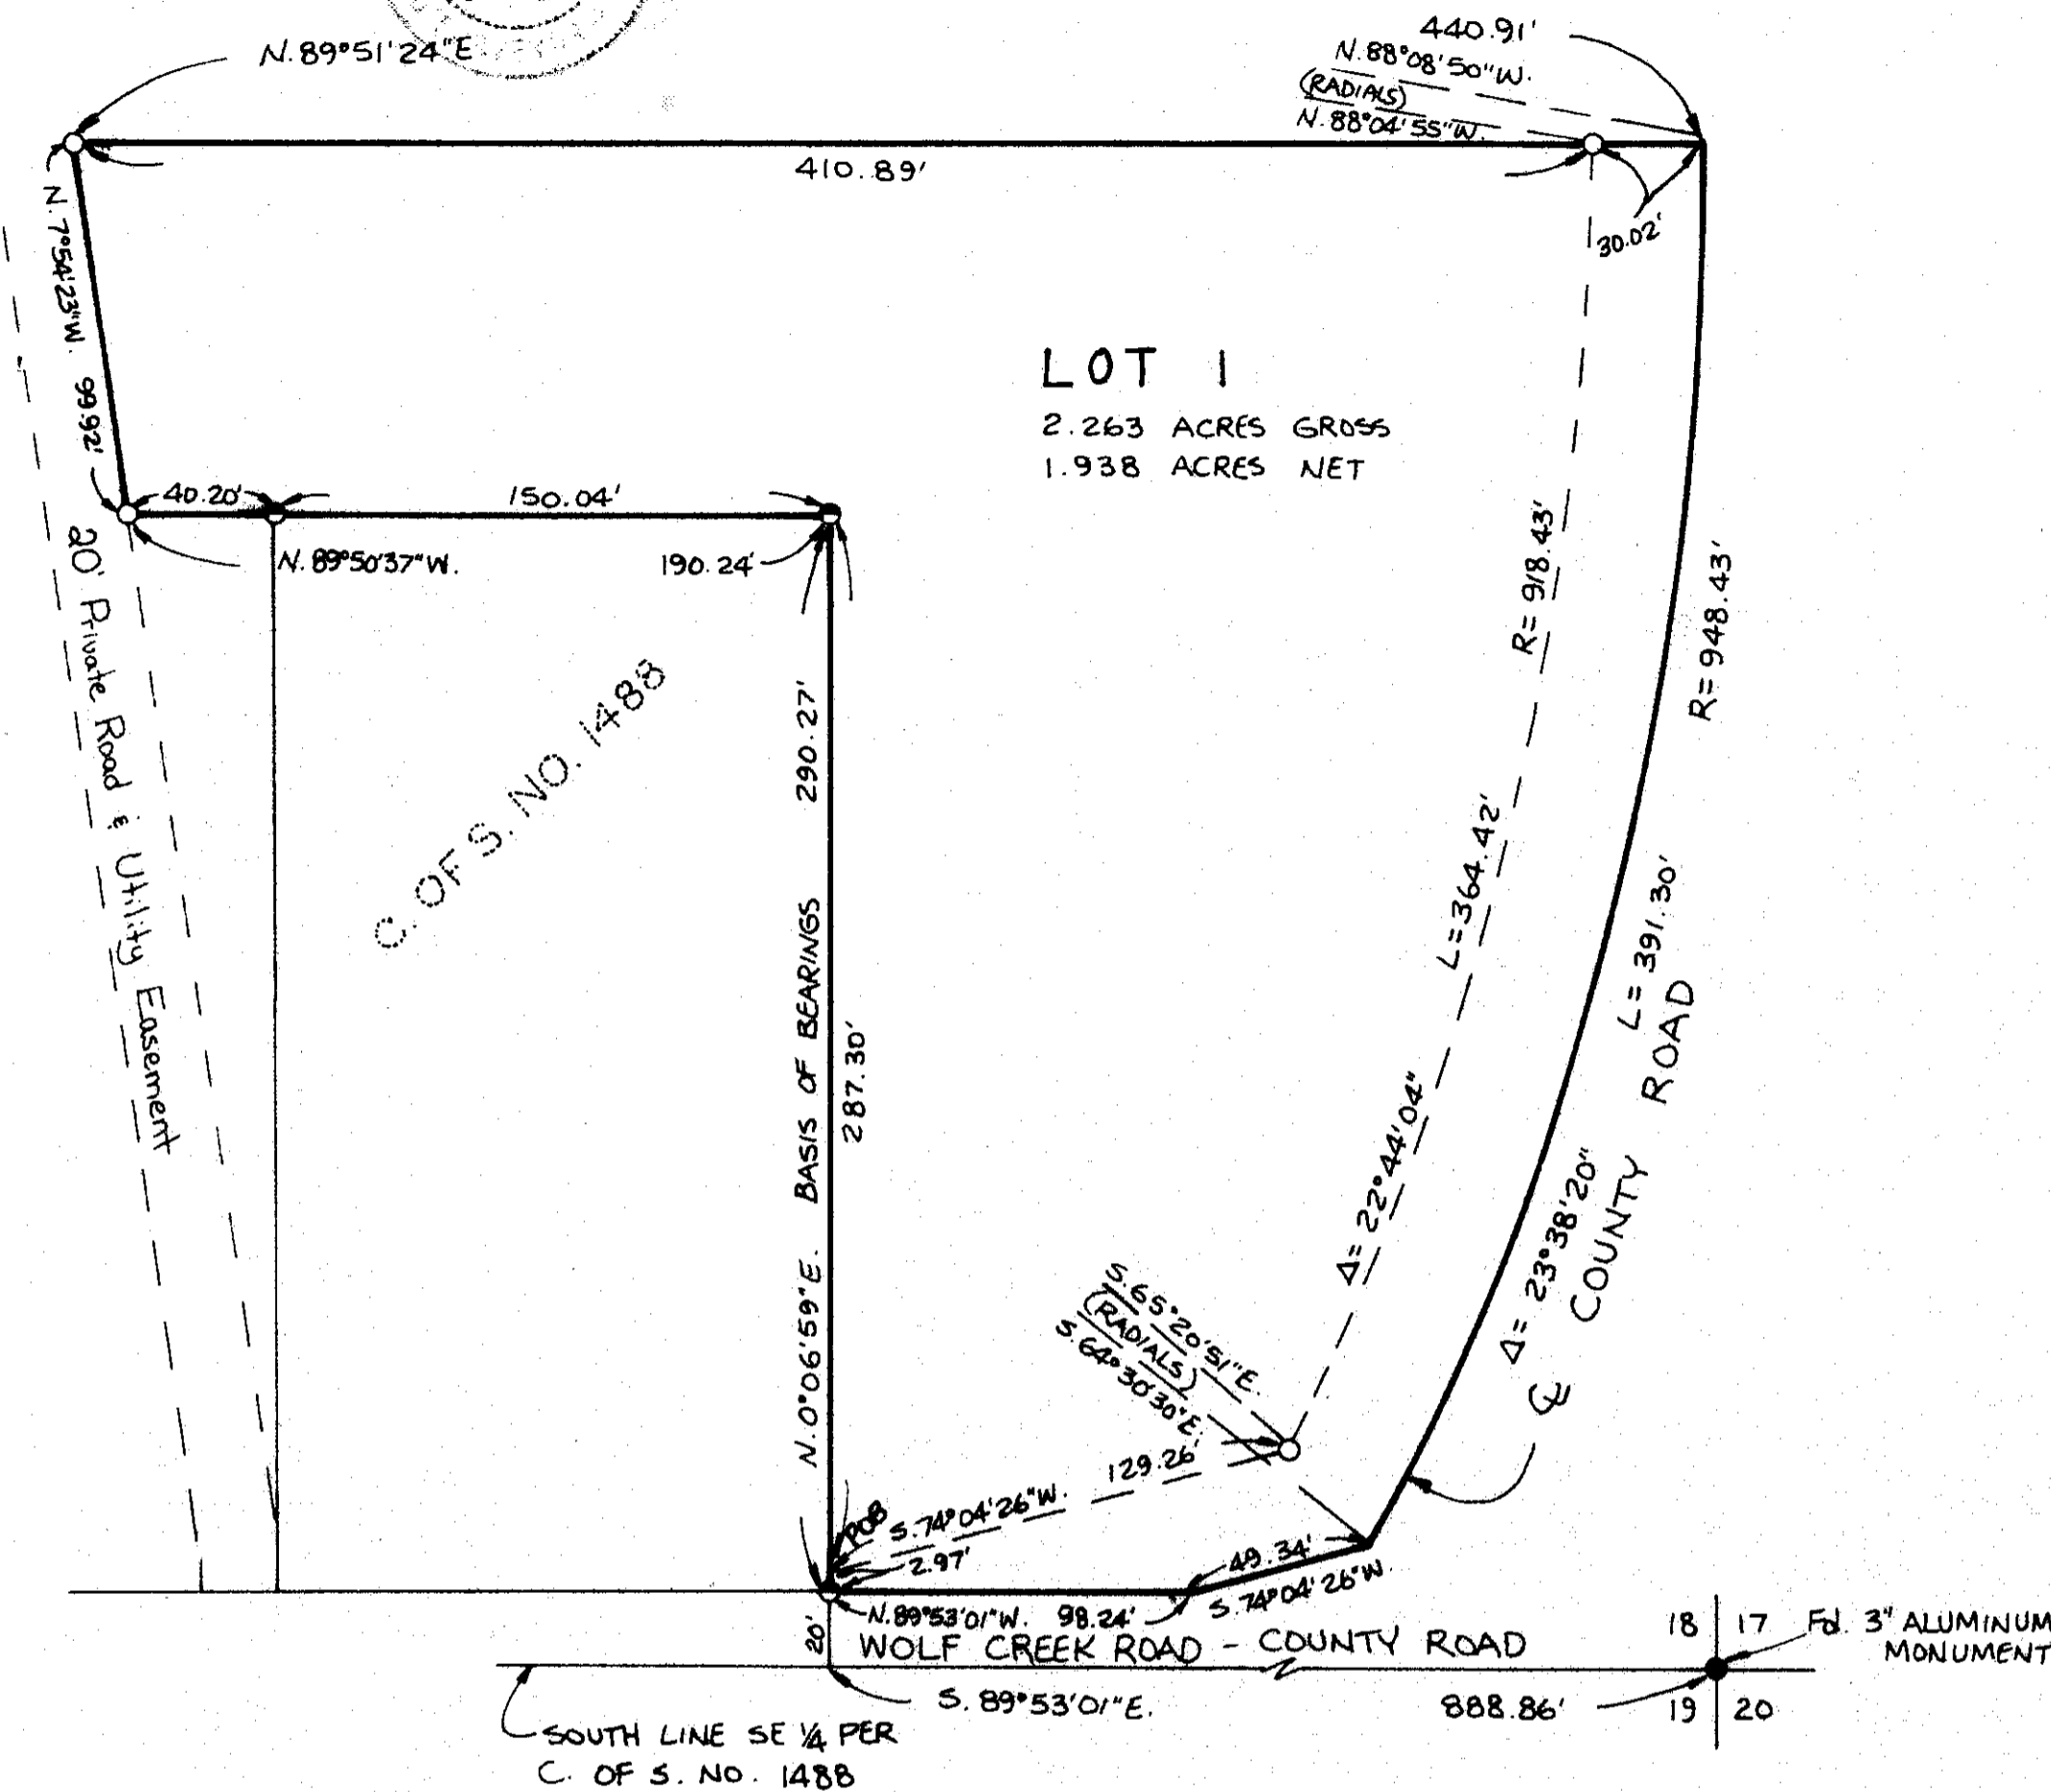 N.89°51'24"E
440.91'
N.88°08'50"W.
(RADIALS)
N.88°04'55"W.
410.89'
30.02'
N.7°54'23"W. 99.92'
LOT 1
2.263 ACRES GROSS
1.938 ACRES NET
40.20'
150.04'
N.89°50'37"W.
190.24'
20' Private Road & Utility Easement
C. OF S. NO. 1488
N.0°06'59"E. BASIS OF BEARINGS 290.27'
287.30'
R=918.43'
L=364.42'
Δ=22°44'04"
R=948.43'
L=391.30'
Δ=23°38'20"
COUNTY ROAD
℄
S.65°20'51"E.
(RADIALS)
S.64°30'30"E.
129.26'
S.74°04'26"W.
POB
2.97'
49.34'
S.74°04'26"W.
N.89°53'01"W. 98.24'
20'
WOLF CREEK ROAD - COUNTY ROAD
18 17
Fd. 3" ALUMINUM
MONUMENT
19 20
S.89°53'01"E.
888.86'
SOUTH LINE SE ¼ PER
C. OF S. NO. 1488